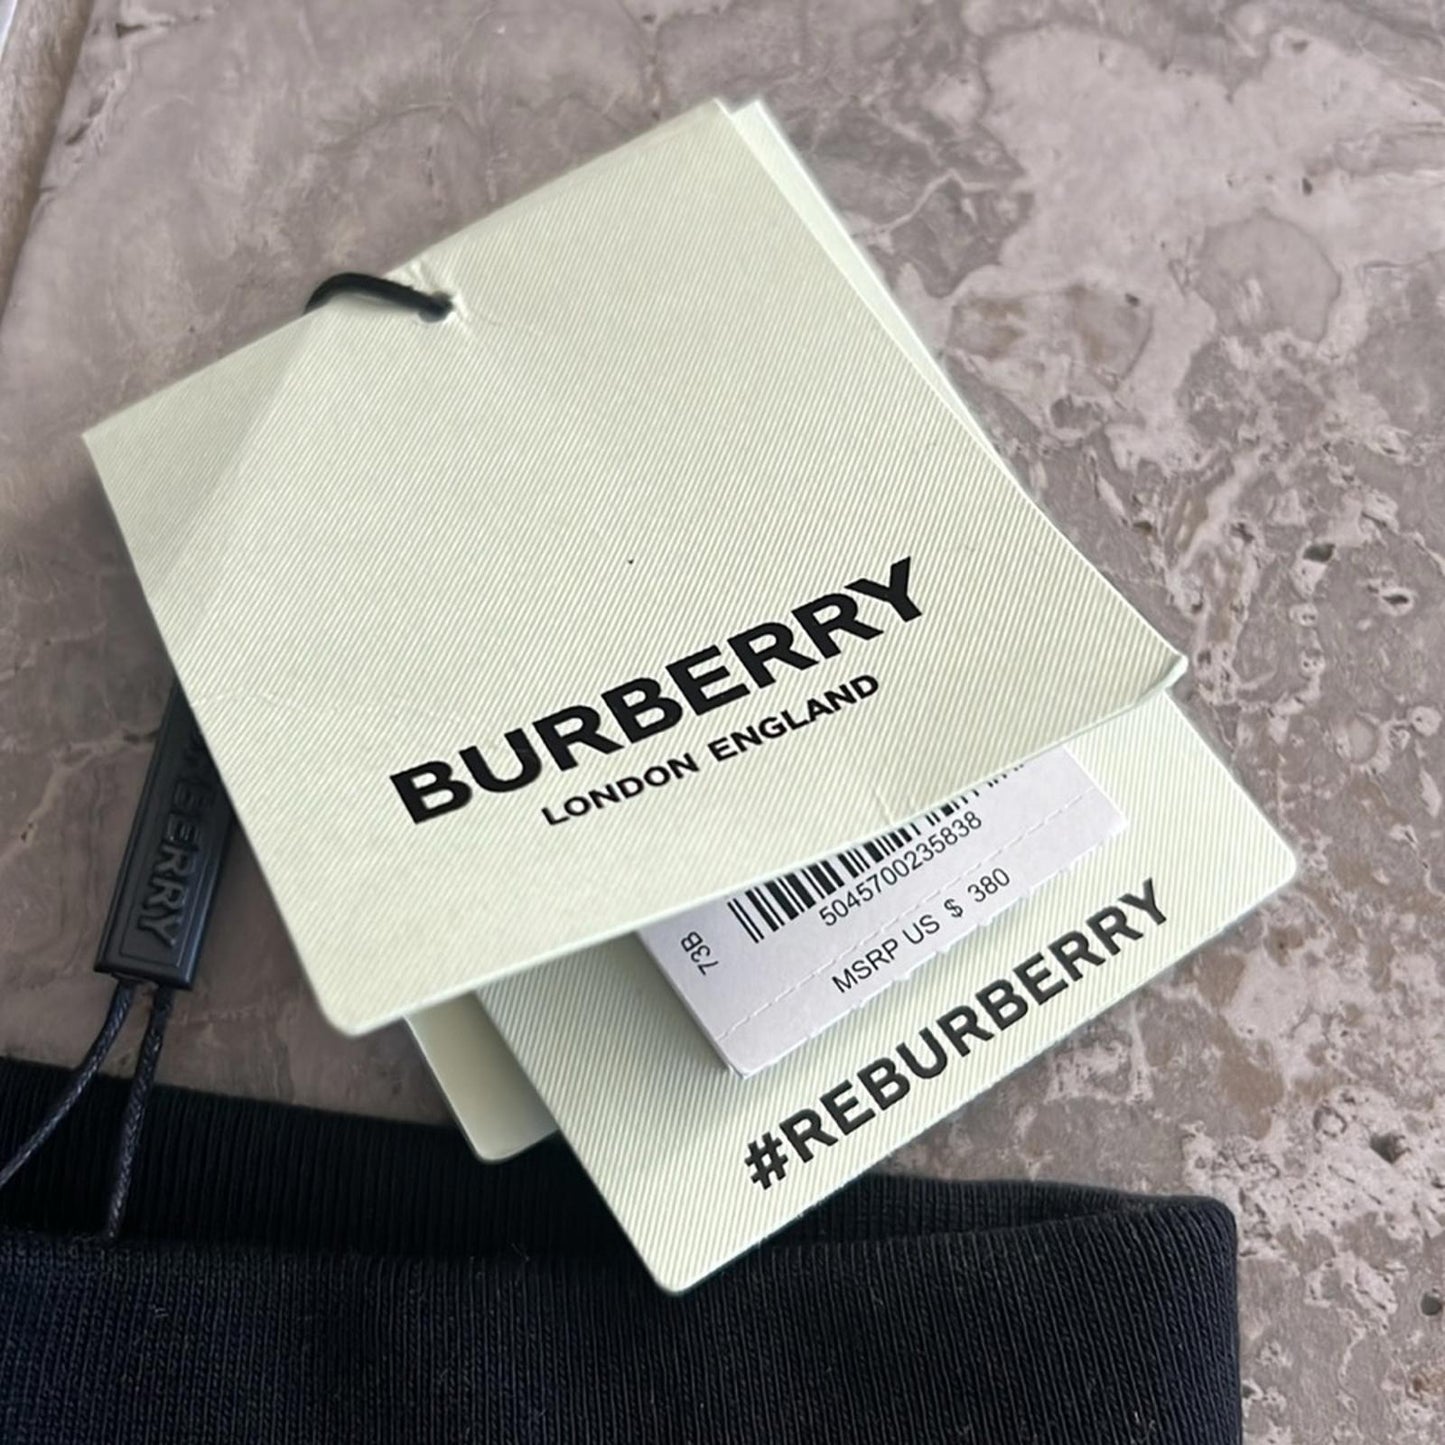 BURBERRY
LONDON ENGLAND
73B
5045700235838
MSRP US $ 380
#REBURBERRY
BERRY